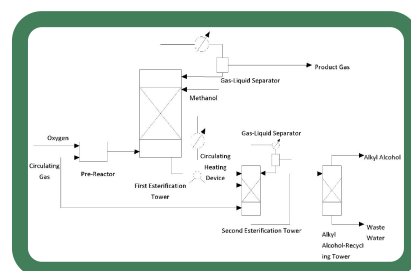 Product Gas
Gas-Liquid Separator
Methanol
Oxygen
Gas-Liquid Separator
Circulating
Gas
Pre-Reactor
Circulating
Heating
Device
First Esterification
Tower
Alkyl Alcohol
Second Esterification Tower
Waste
Water
Alkyl
Alcohol-Recycl
ing Tower